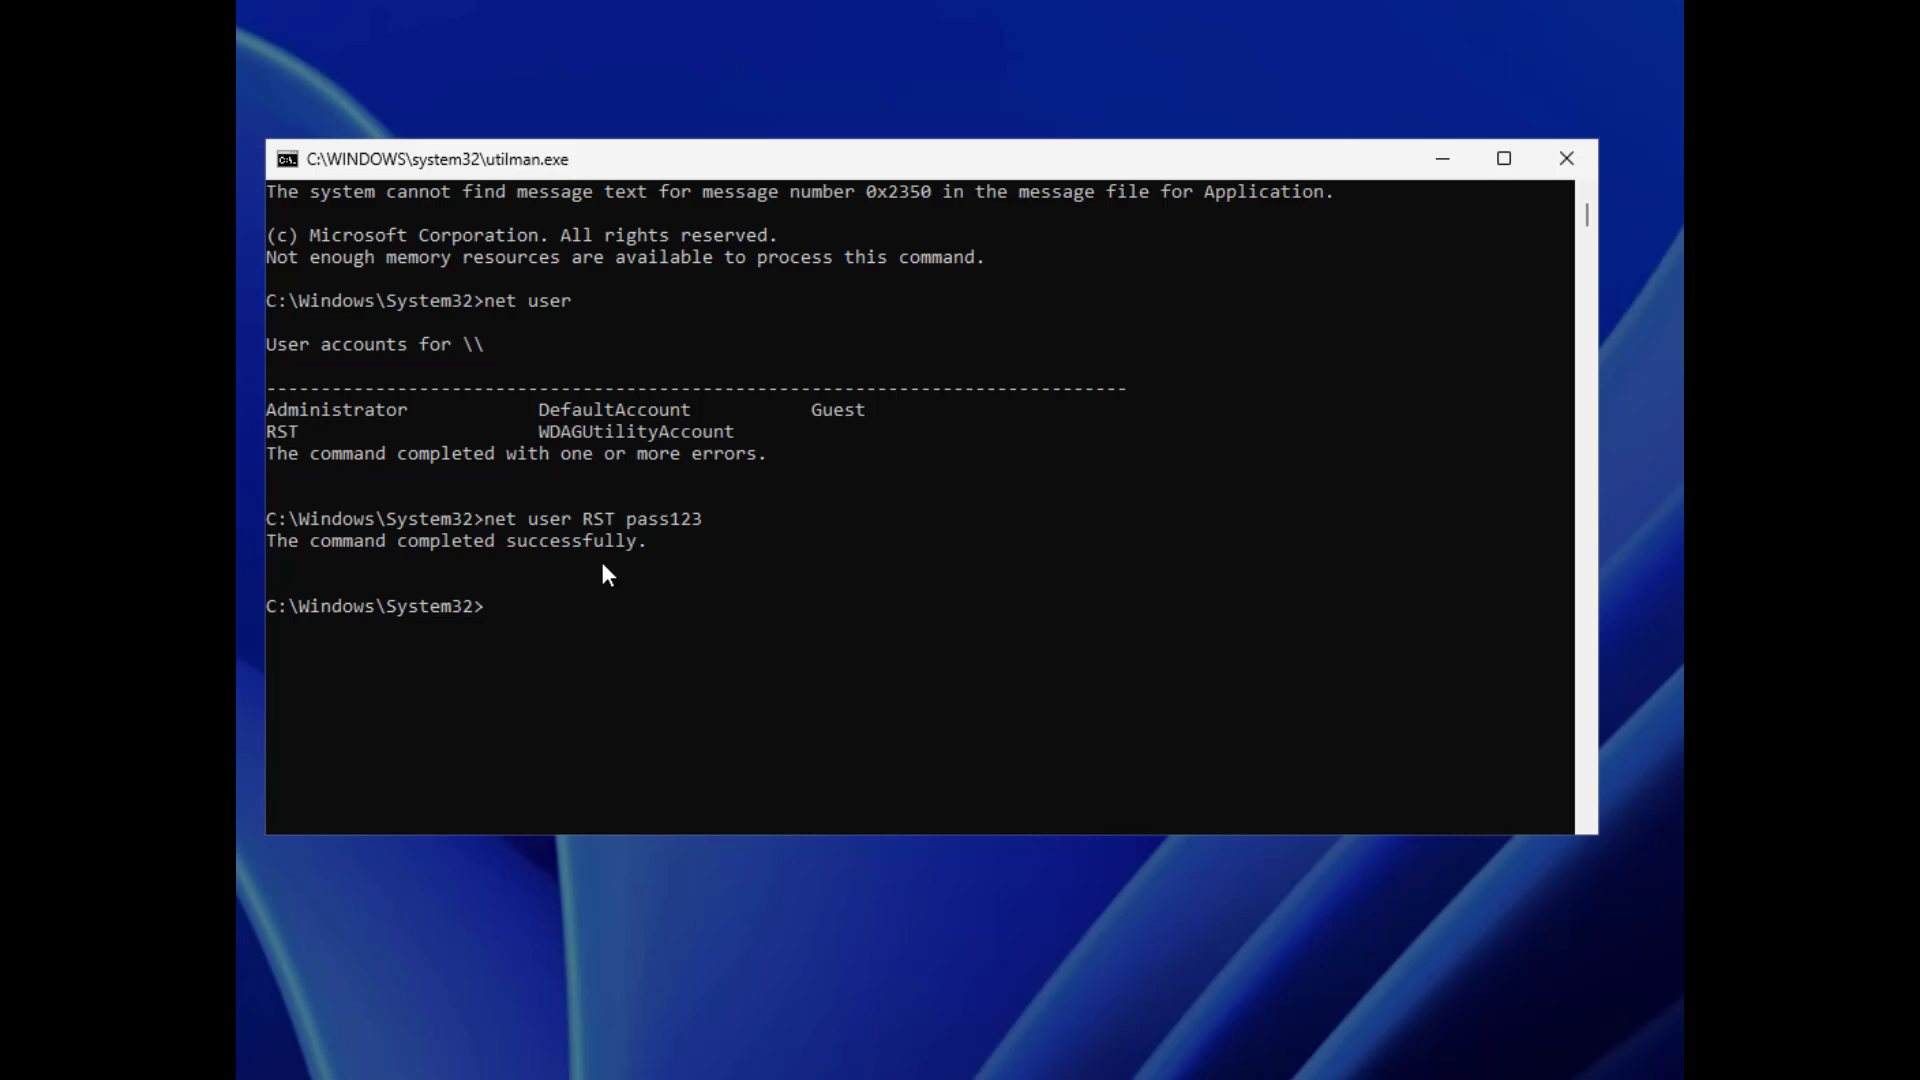 C:\WINDOWS\system32\utilman.exe
The system cannot find message text for message number 0x2350 in the message file for Application.
(c) Microsoft Corporation. All rights reserved.
Not enough memory resources are available to process this command.
C:\Windows\System32>net user
User accounts for \\
-------------------------------------------------------------------------------
Administrator            DefaultAccount           Guest
RST                      WDAGUtilityAccount
The command completed with one or more errors.
C:\Windows\System32>net user RST pass123
The command completed successfully.
C:\Windows\System32>